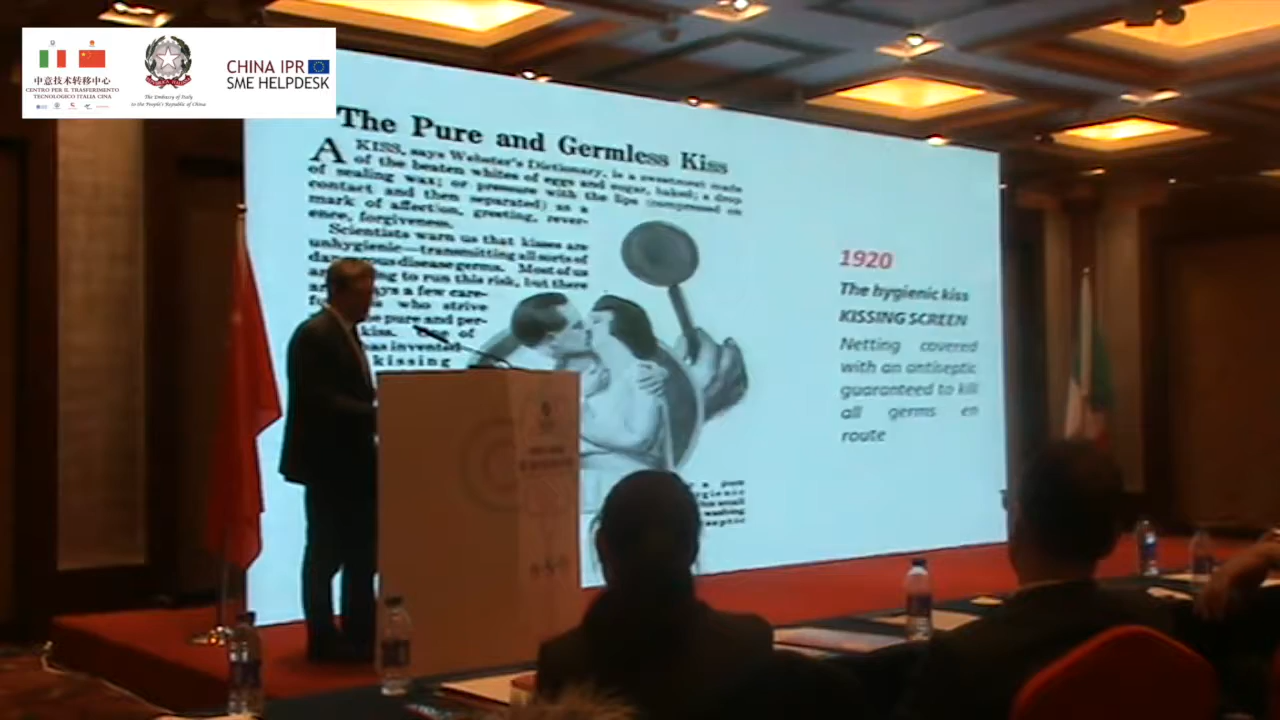 中意技术转移中心
CENTRO PER IL TRASFERIMENTO
TECNOLOGICO ITALIA CINA
The Embassy of Italy
to the People's Republic of China
CHINA IPR
SME HELPDESK
The Pure and Germless Kiss
A KISS, says Webster's Dictionary, is a sweetmeat made
of the beaten whites of eggs and sugar, baked; a drop
of sealing wax; or pressure with the lips (compressed on
contact and then separated) as a
mark of affection, greeting, rever-
ence, forgiveness.
Scientists warn us that kisses are
unhygienic—transmitting all sorts of
disease germs. Most of us
to run this risk, but there
a few care-
who strive
pure and per-
kiss. One of
has invented
kissing
a pure
washing
1920
The hygienic kiss
KISSING SCREEN
Netting covered
with an antiseptic
guaranteed to kill
all germs en
route